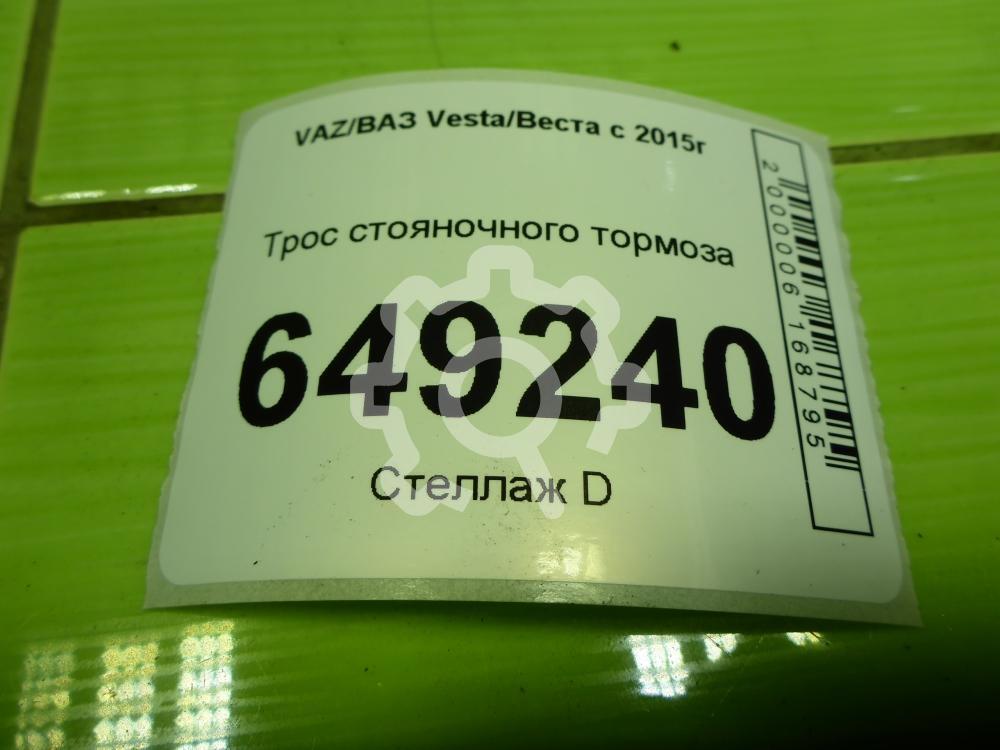 VAZ/ВАЗ Vesta/Веста с 2015г
Трос стояночного тормоза
649240
Стеллаж D
2000006168795